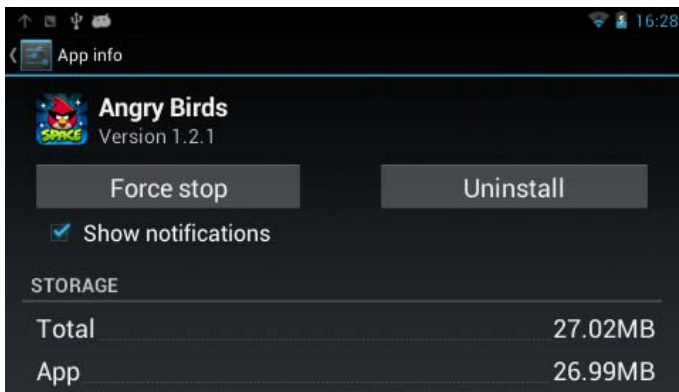 16:28
App info
Angry Birds
SPACE
Version 1.2.1
Force stop Uninstall
Show notifications
STORAGE
Total 27.02MB
App 26.99MB